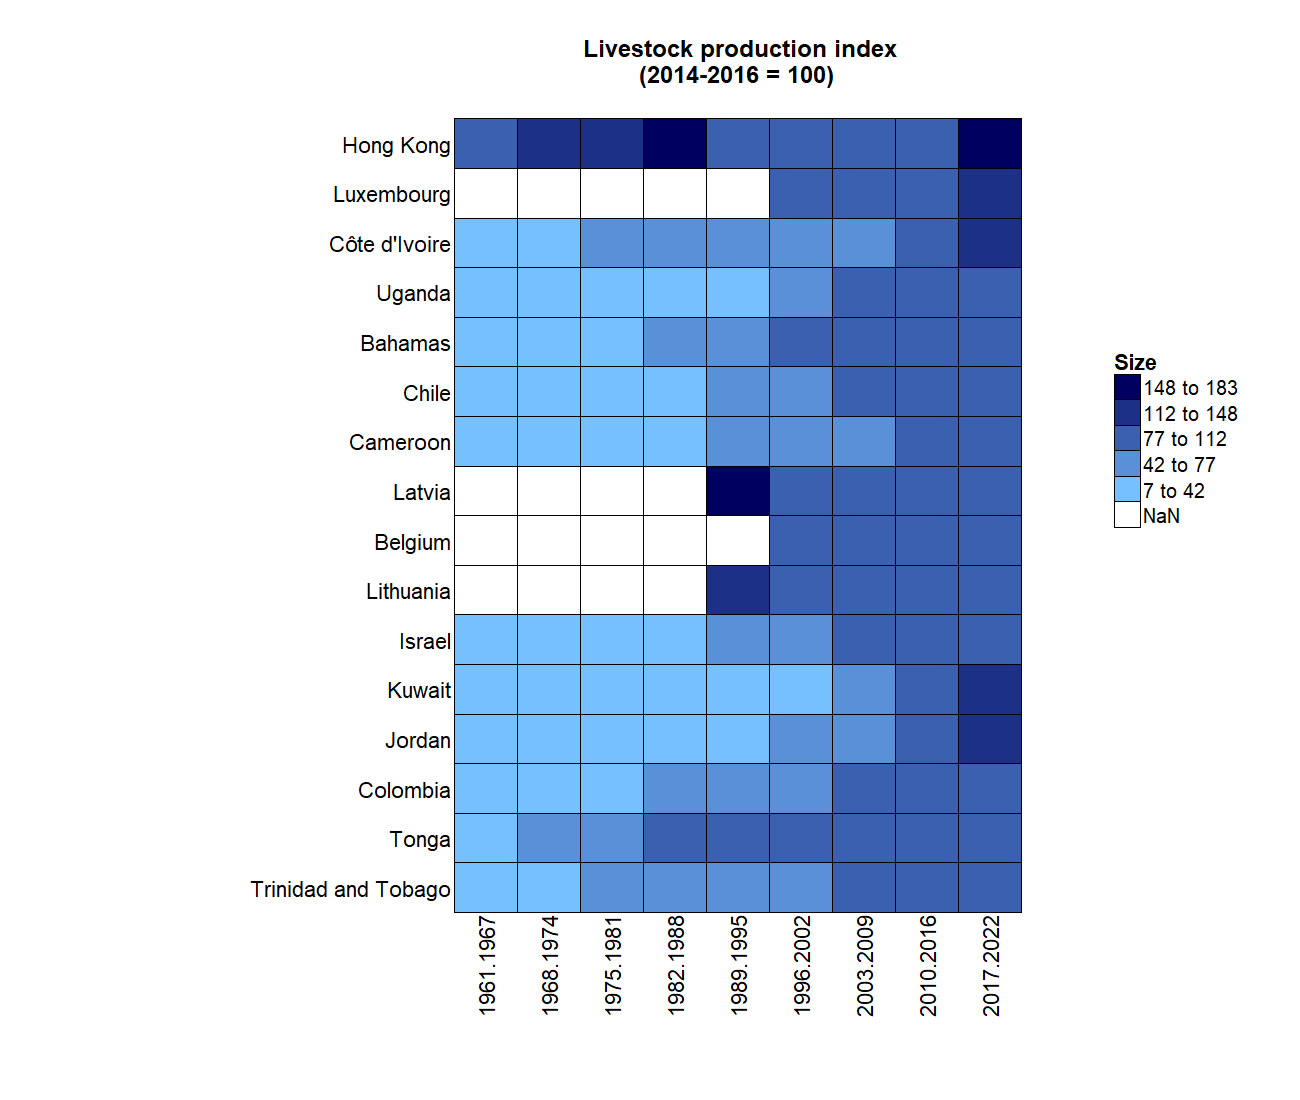 Livestock production index
(2014-2016 = 100)
Hong Kong
Luxembourg
Côte d'Ivoire
Uganda
Bahamas
Chile
Cameroon
Latvia
Belgium
Lithuania
Israel
Kuwait
Jordan
Colombia
Tonga
Trinidad and Tobago
1961.1967
1968.1974
1975.1981
1982.1988
1989.1995
1996.2002
2003.2009
2010.2016
2017.2022
Size
148 to 183
112 to 148
77 to 112
42 to 77
7 to 42
NaN